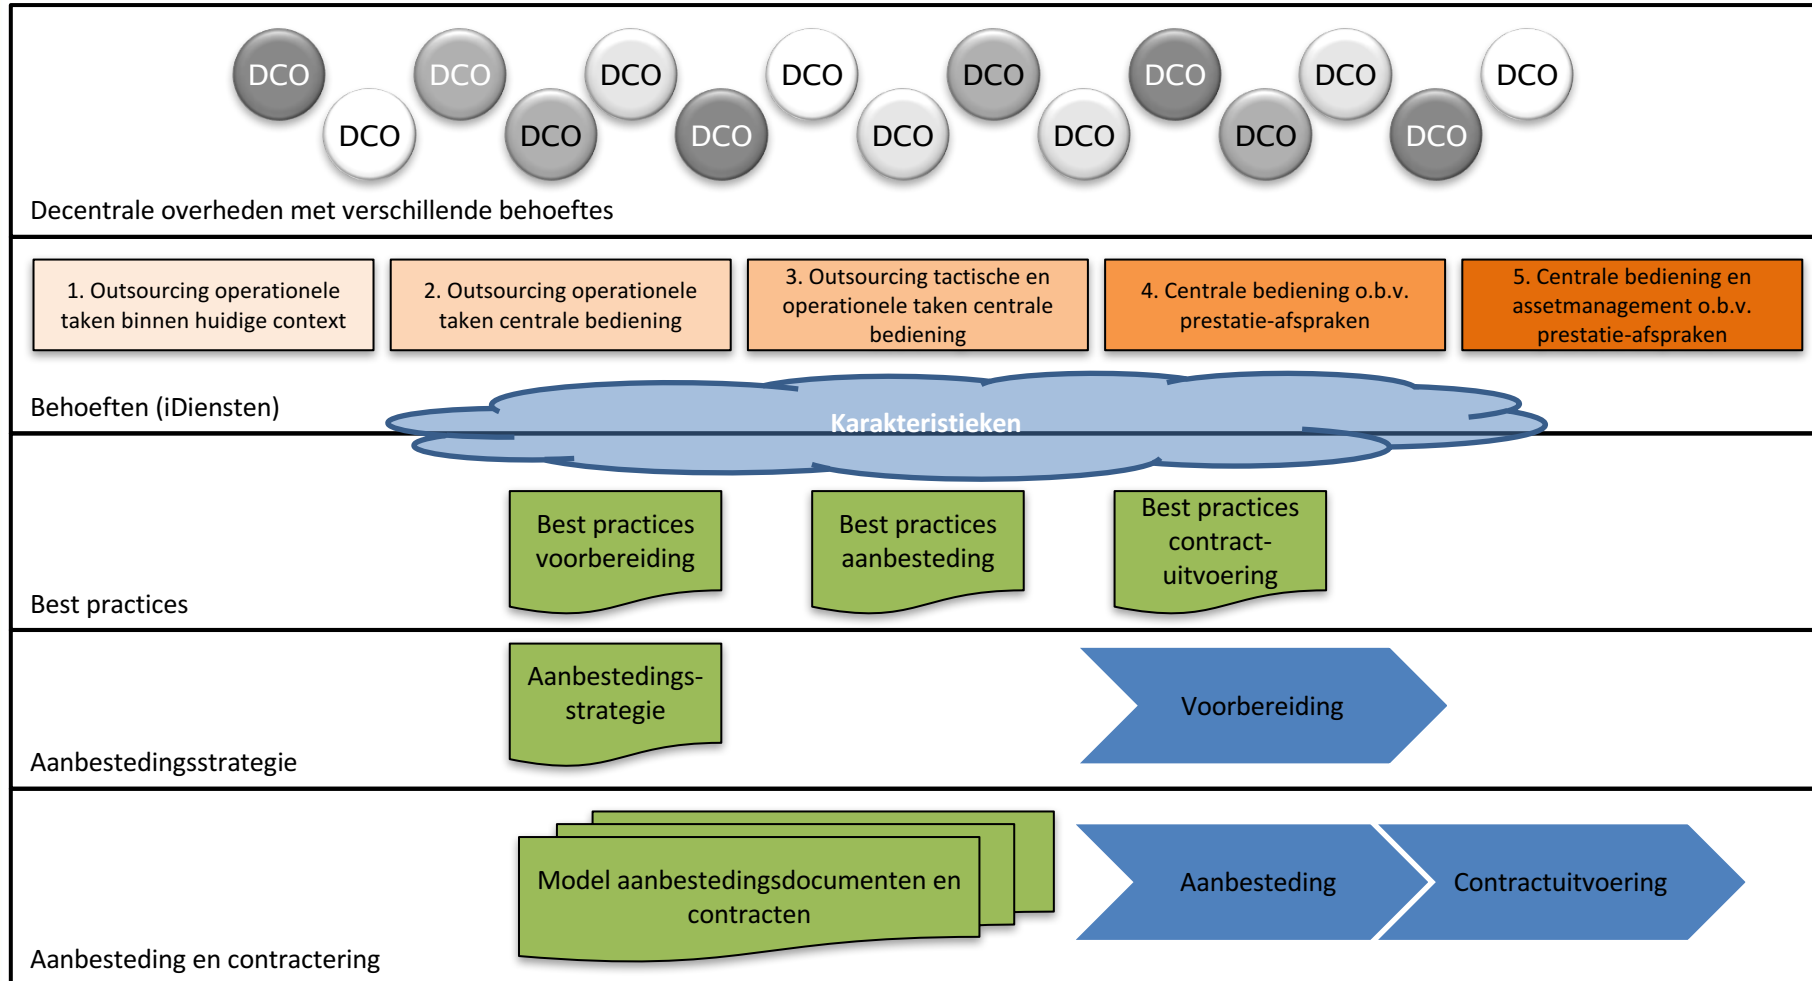 DCO DCO DCO DCO DCO DCO DCO DCO
DCO DCO DCO DCO DCO DCO DCO
Decentrale overheden met verschillende behoeftes
1. Outsourcing operationele
taken binnen huidige context
2. Outsourcing operationele
taken centrale bediening
3. Outsourcing tactische en
operationele taken centrale
bediening
4. Centrale bediening o.b.v.
prestatie-afspraken
5. Centrale bediening en
assetmanagement o.b.v.
prestatie-afspraken
Behoeften (iDiensten)
Karakteristieken
Best practices
voorbereiding
Best practices
aanbesteding
Best practices
contract-
uitvoering
Best practices
Aanbestedings-
strategie
Voorbereiding
Aanbestedingsstrategie
Model aanbestedingsdocumenten en
contracten
Aanbesteding
Contractuitvoering
Aanbesteding en contractering